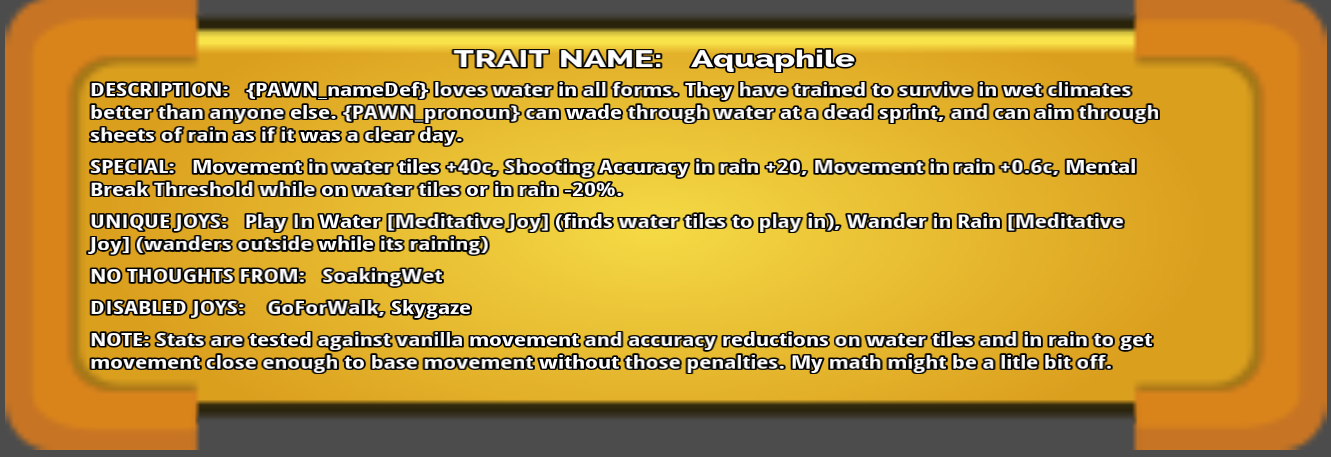 TRAIT NAME: Aquaphile
DESCRIPTION: {PAWN_nameDef} loves water in all forms. They have trained to survive in wet climates
better than anyone else. {PAWN_pronoun} can wade through water at a dead sprint, and can aim through
sheets of rain as if it was a clear day.
SPECIAL: Movement in water tiles +40c, Shooting Accuracy in rain +20, Movement in rain +0.6c, Mental
Break Threshold while on water tiles or in rain -20%.
UNIQUE JOYS: Play In Water [Meditative Joy] (finds water tiles to play in), Wander in Rain [Meditative
Joy] (wanders outside while its raining)
NO THOUGHTS FROM: SoakingWet
DISABLED JOYS: GoForWalk, Skygaze
NOTE: Stats are tested against vanilla movement and accuracy reductions on water tiles and in rain to get
movement close enough to base movement without those penalties. My math might be a litle bit off.